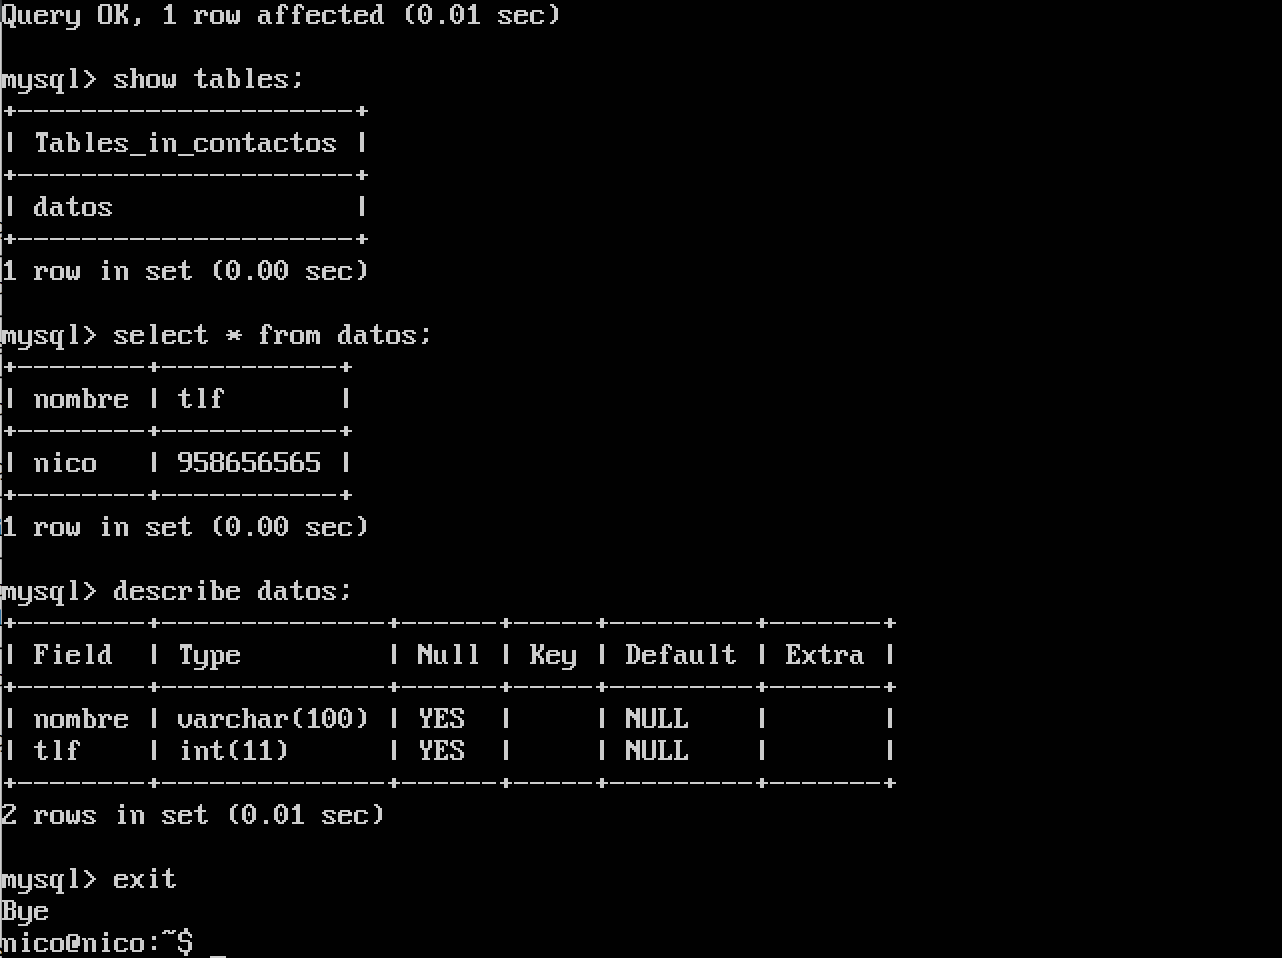 Query OK, 1 row affected (0.01 sec)
mysql> show tables;
+---------------------+
| Tables_in_contactos |
+---------------------+
| datos               |
+---------------------+
1 row in set (0.00 sec)
mysql> select * from datos;
+--------+-----------+
| nombre | tlf       |
+--------+-----------+
| nico   | 958656565 |
+--------+-----------+
1 row in set (0.00 sec)
mysql> describe datos;
+--------+--------------+------+-----+---------+-------+
| Field  | Type         | Null | Key | Default | Extra |
+--------+--------------+------+-----+---------+-------+
| nombre | varchar(100) | YES  |     | NULL    |       |
| tlf    | int(11)      | YES  |     | NULL    |       |
+--------+--------------+------+-----+---------+-------+
2 rows in set (0.01 sec)
mysql> exit
Bye
nico@nico:~$ _